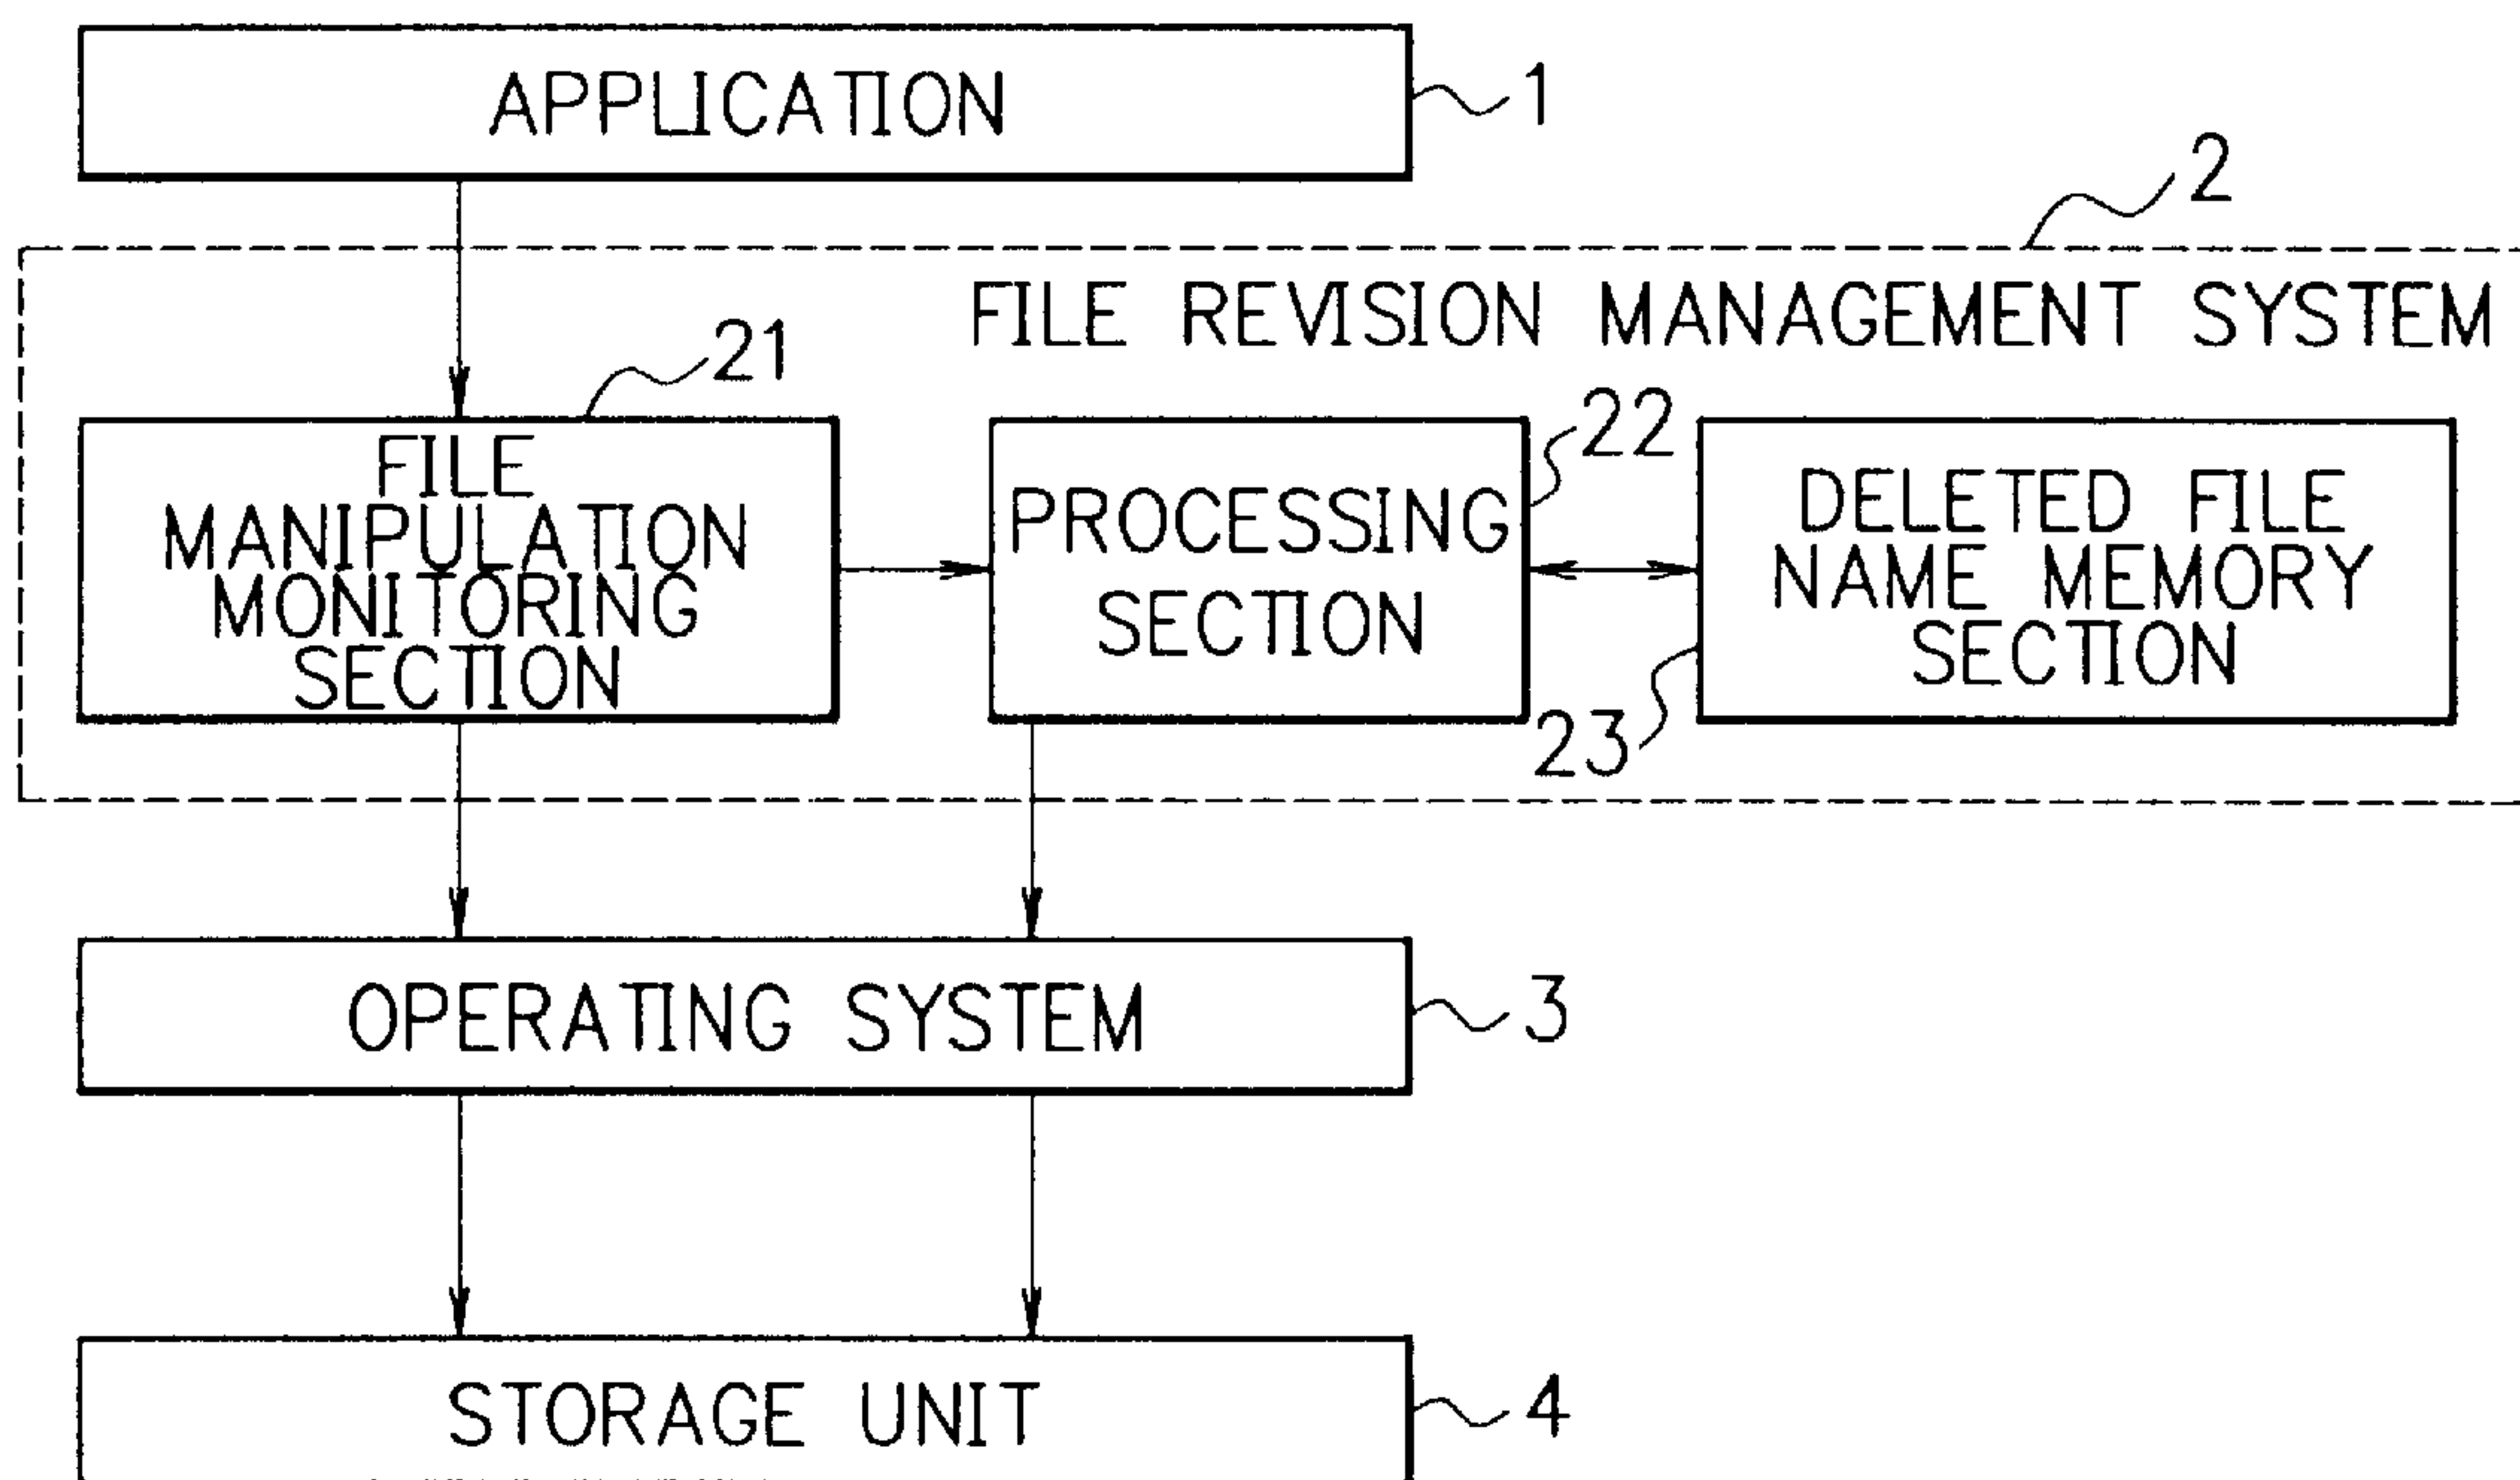 APPLICATION
1
2
FILE REVISION MANAGEMENT SYSTEM
21
22
FILE
MANIPULATION
MONITORING
SECTION
PROCESSING
SECTION
DELETED FILE
NAME MEMORY
SECTION
23
OPERATING SYSTEM
3
STORAGE UNIT
4